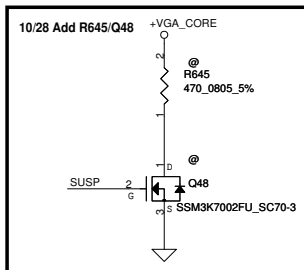 10/28 Add R645/Q48
+VGA_CORE
2
@
R645
470_0805_5%
1
1
D
@
Q48
SUSP
2
G
S
3
SSM3K7002FU_SC70-3